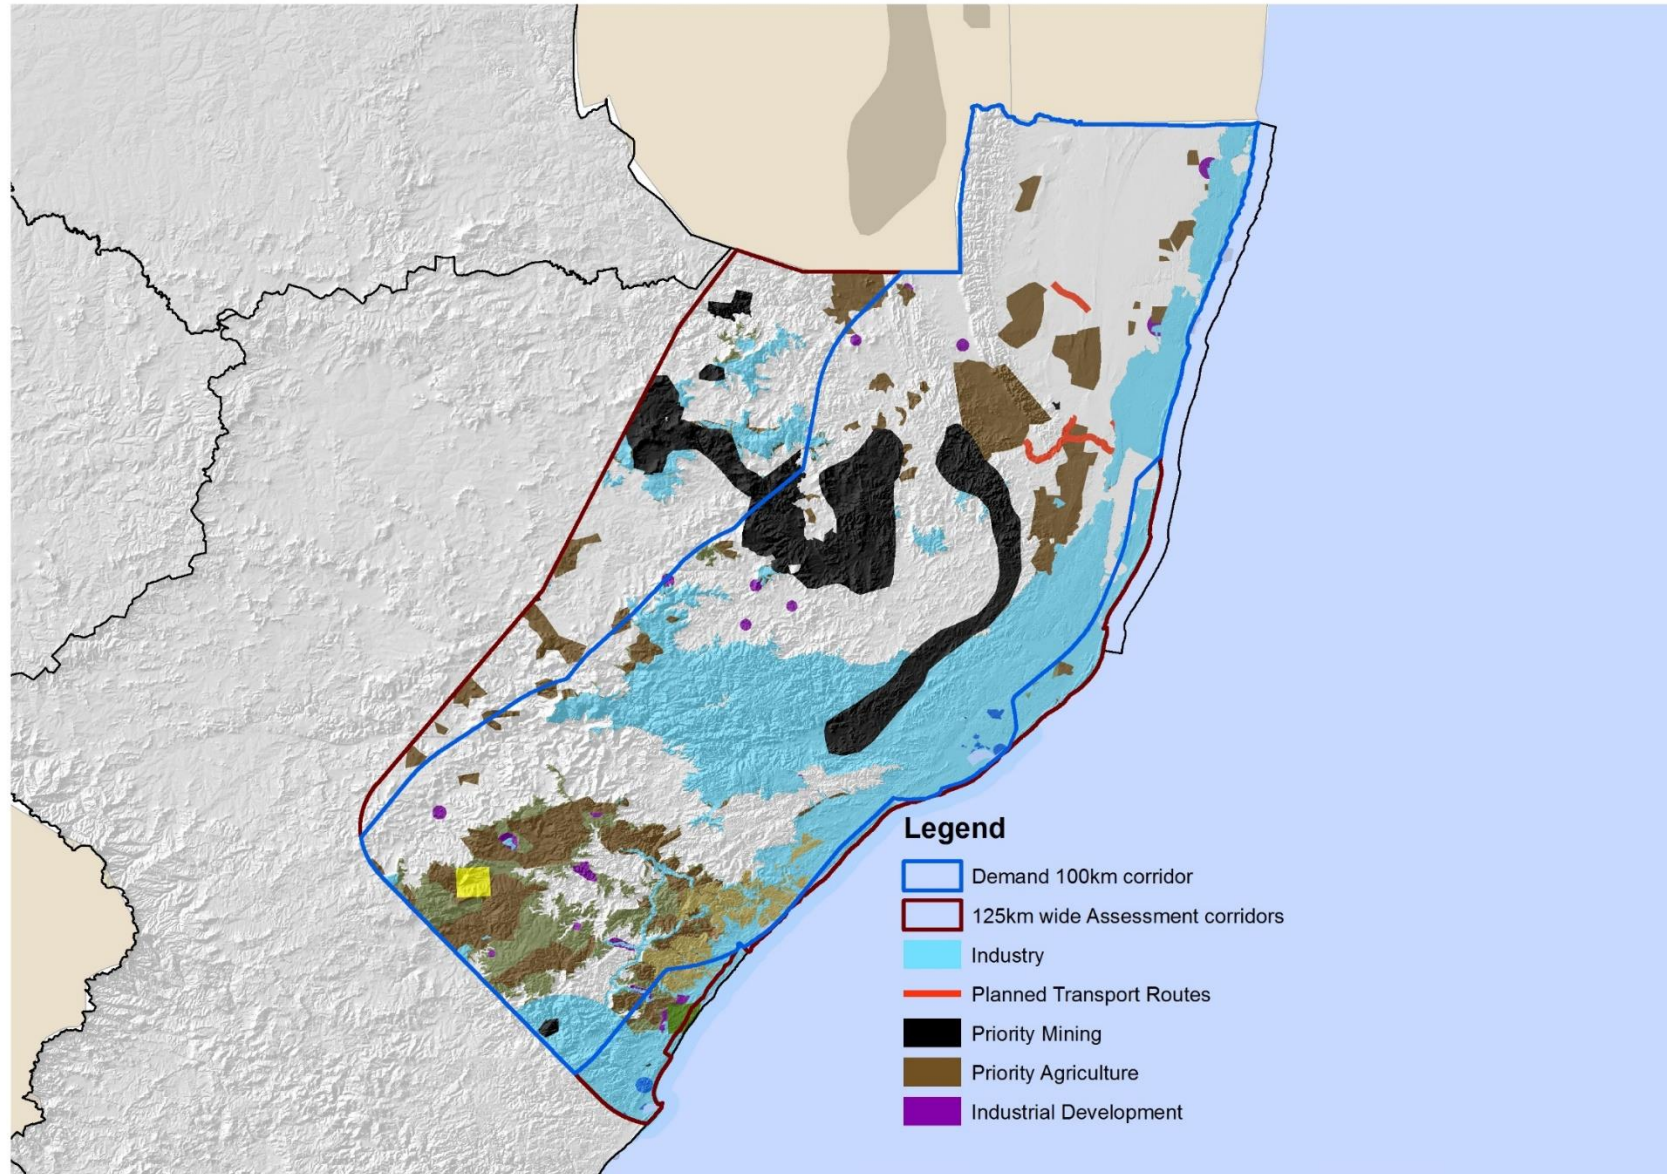 Legend
Demand 100km corridor
125km wide Assessment corridors
Industry
Planned Transport Routes
Priority Mining
Priority Agriculture
Industrial Development